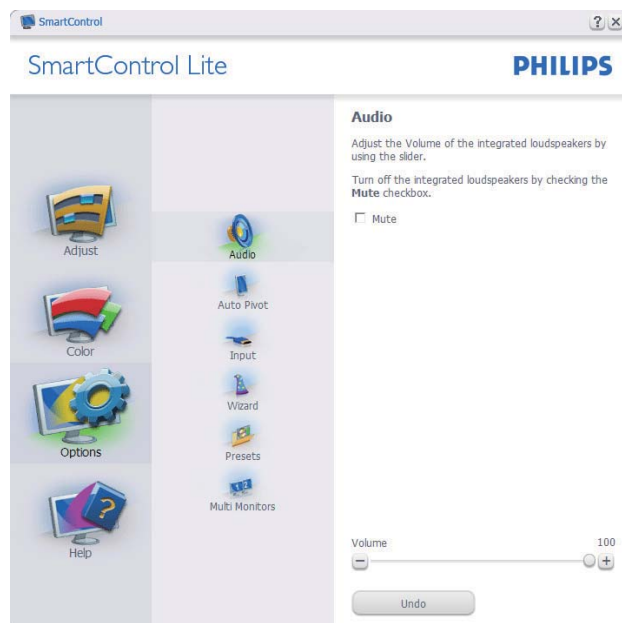 SmartControl
? x
SmartControl Lite
PHILIPS
Adjust
Color
Options
?
Help
Audio
Auto Pivot
Input
Wizard
Presets
1 2
Multi Monitors
Audio
Adjust the Volume of the integrated loudspeakers by
using the slider.
Turn off the integrated loudspeakers by checking the
Mute checkbox.
Mute
Volume 100
Undo